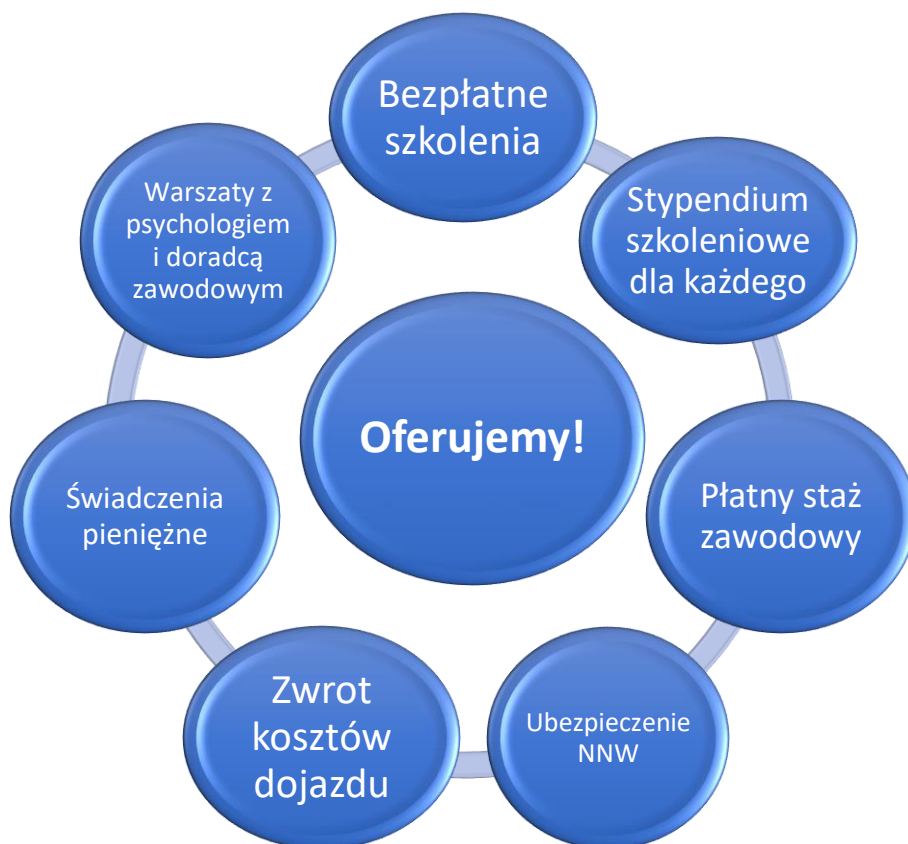 Bezpłatne
szkolenia
Stypendium
szkoleniowe
dla każdego
Płatny staż
zawodowy
Ubezpieczenie
NNW
Zwrot
kosztów
dojazdu
Świadczenia
pieniężne
Warszaty z
psychologiem
i doradcą
zawodowym
Oferujemy!